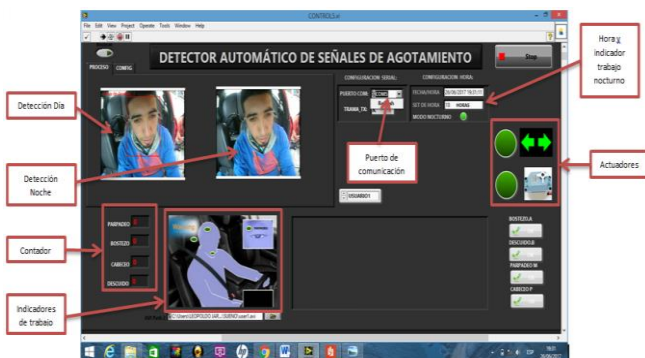 CONTROLS.vi
File Edit View Project Operate Tools Window Help
DETECTOR AUTOMÁTICO DE SEÑALES DE AGOTAMIENTO
Stop
PROCESO CONFIG
CONFIGURACION SERIAL:
CONFIGURACION HORA:
PUERTO COM:
FECHA/HORA
SET DE HORA
HORAS
TRAMA_TX:
MODO NOCTURNO
Hora y
indicador
trabajo
nocturno
Detección Día
Detección
Noche
Puerto de
comunicación
Actuadores
USUARIO1
Contador
PARPADEO
BOSTEZO
CABECEO
DESCUIDO
BOSTEZO.A
DESCUIDO.B
PARPADEO M
CABECEO P
Indicadores
de trabajo